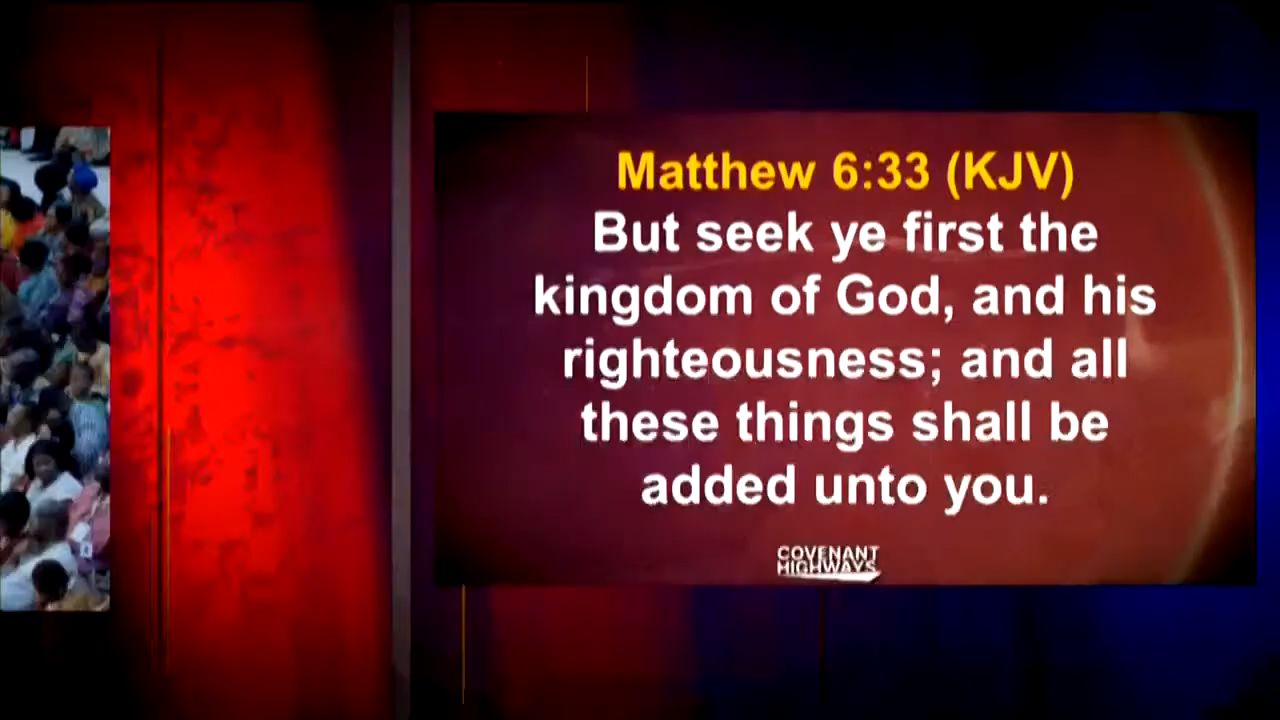 Matthew 6:33 (KJV)
But seek ye first the
kingdom of God, and his
righteousness; and all
these things shall be
added unto you.
COVENANT
HIGHWAYS